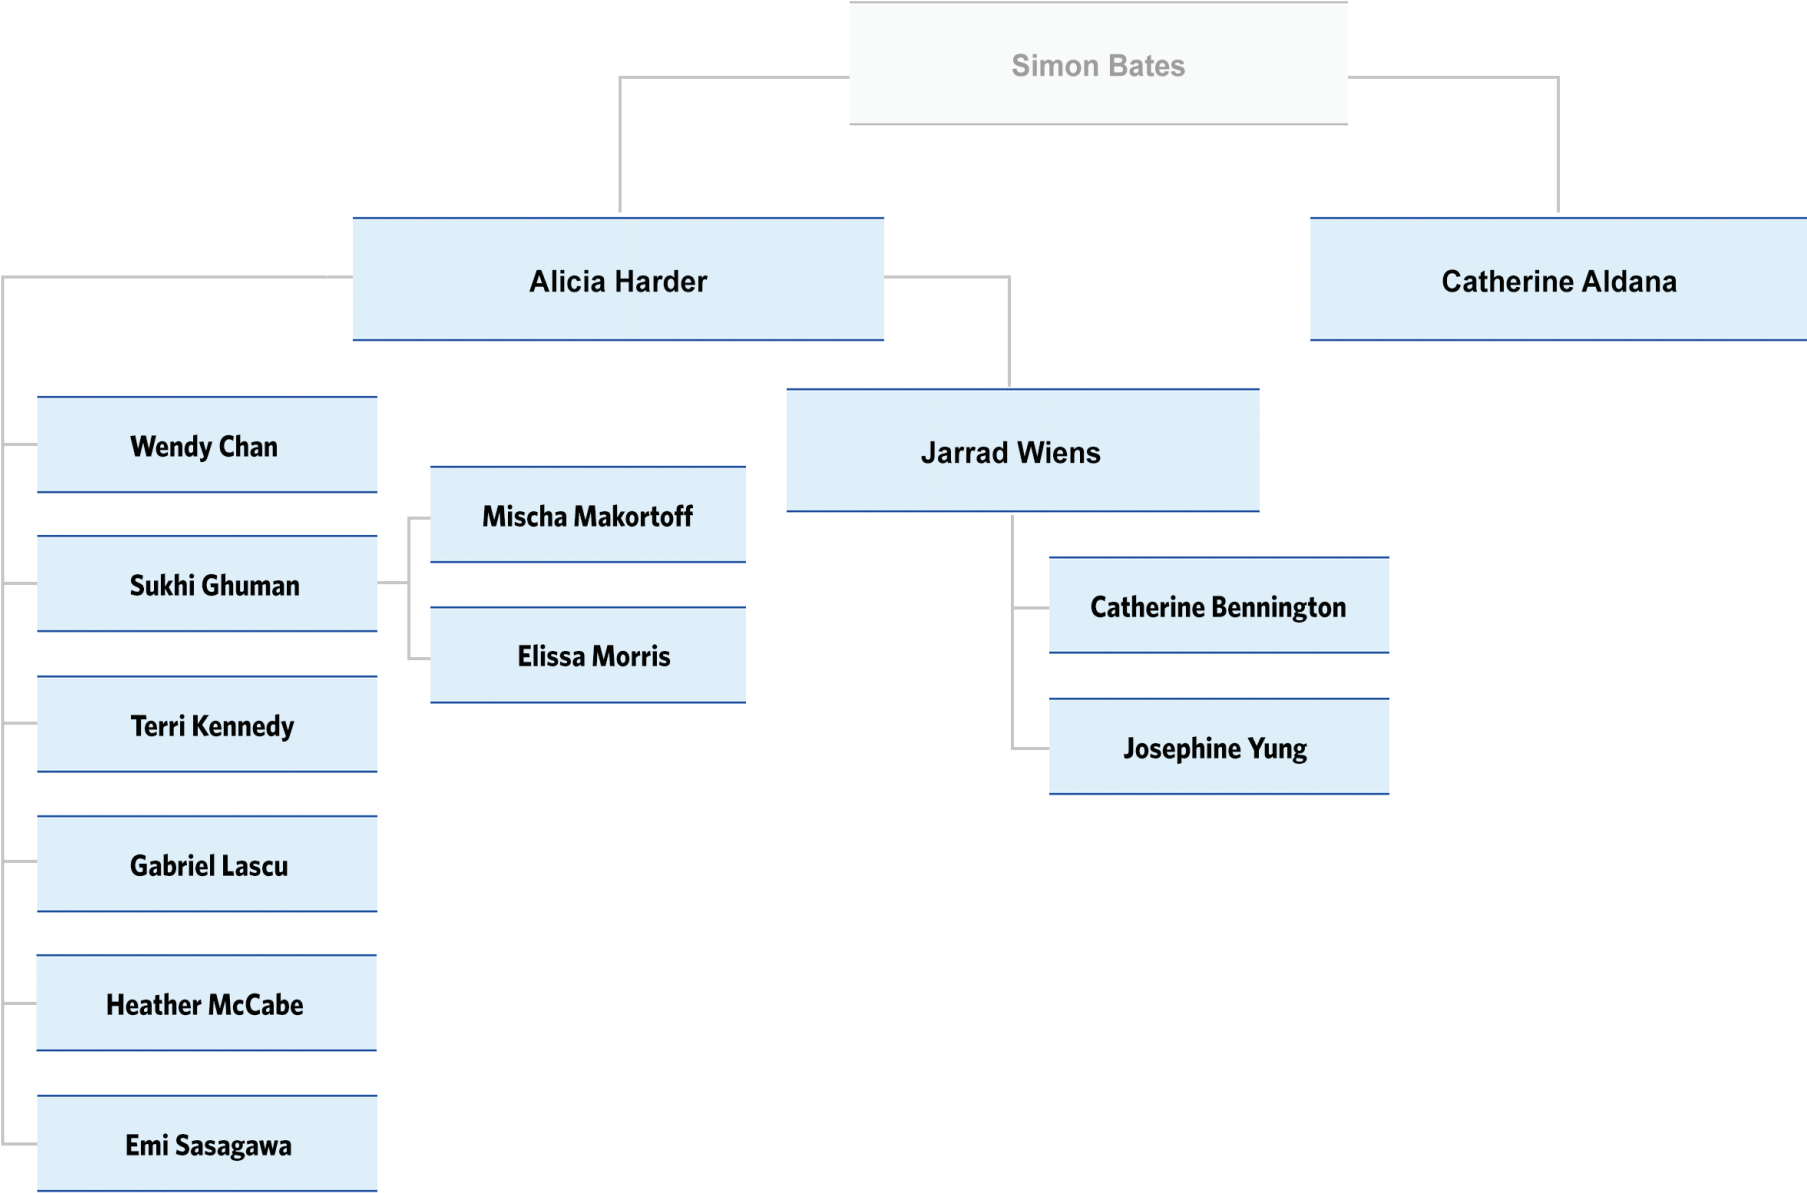 Simon Bates
Alicia Harder
Catherine Aldana
Wendy Chan
Jarrad Wiens
Mischa Makortoff
Sukhi Ghuman
Catherine Bennington
Elissa Morris
Terri Kennedy
Josephine Yung
Gabriel Lascu
Heather McCabe
Emi Sasagawa